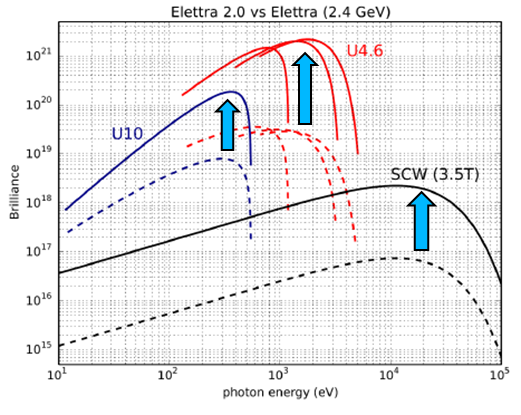 Elettra 2.0 vs Elettra (2.4 GeV)
10²¹
U4.6
10²⁰
U10
10¹⁹
SCW (3.5T)
10¹⁸
10¹⁷
10¹⁶
10¹⁵
Brilliance
10¹ 10² 10³ 10⁴ 10⁵
photon energy (eV)